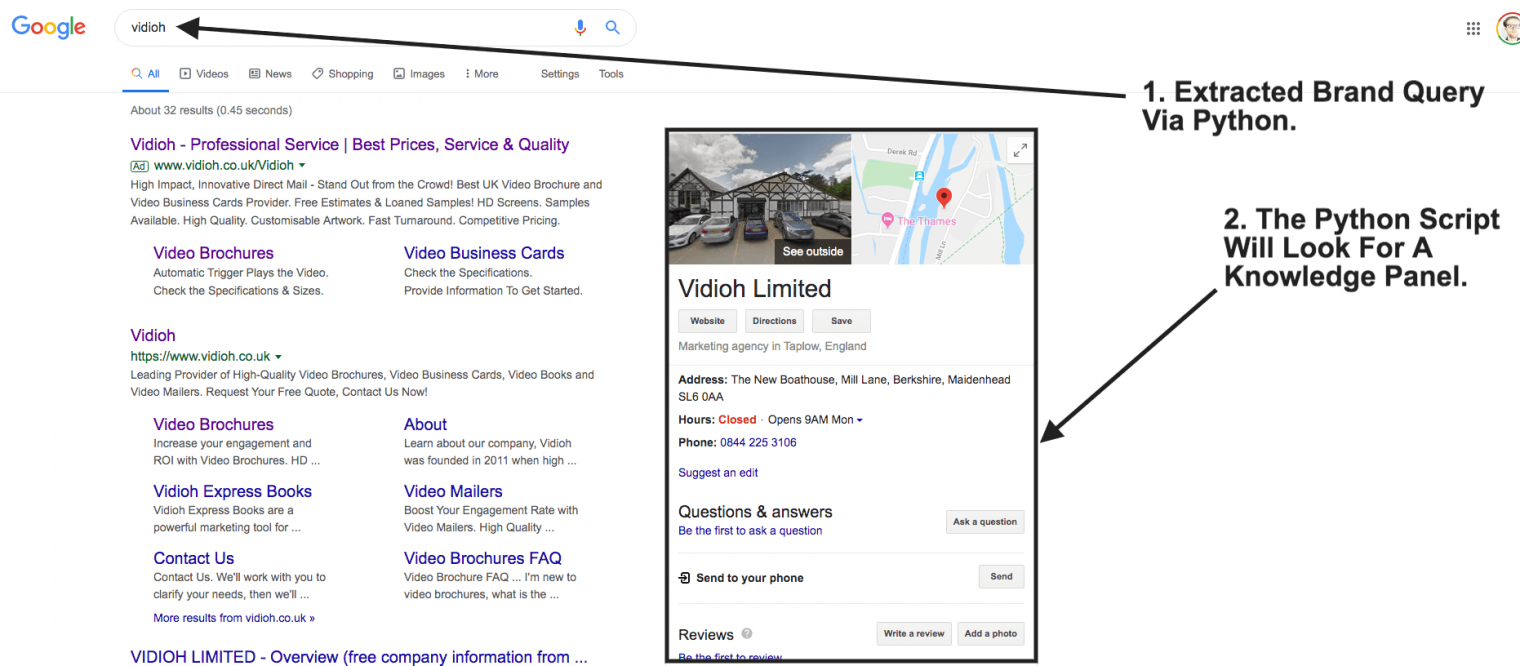 Google
vidioh
All
Videos
News
Shopping
Images
More
Settings
Tools
About 32 results (0.45 seconds)
1. Extracted Brand Query
Via Python.
Vidioh - Professional Service | Best Prices, Service & Quality
Ad www.vidioh.co.uk/Vidioh
High Impact, Innovative Direct Mail - Stand Out from the Crowd! Best UK Video Brochure and
Video Business Cards Provider. Free Estimates & Loaned Samples! HD Screens. Samples
Available. High Quality. Customisable Artwork. Fast Turnaround. Competitive Pricing.
Video Brochures
Automatic Trigger Plays the Video.
Check the Specifications & Sizes.
Video Business Cards
Check the Specifications.
Provide Information To Get Started.
Vidioh
https://www.vidioh.co.uk
Leading Provider of High-Quality Video Brochures, Video Business Cards, Video Books and
Video Mailers. Request Your Free Quote, Contact Us Now!
Video Brochures
Increase your engagement and
ROI with Video Brochures. HD ...
About
Learn about our company, Vidioh
was founded in 2011 when high ...
Vidioh Express Books
Vidioh Express Books are a
powerful marketing tool for ...
Video Mailers
Boost Your Engagement Rate with
Video Mailers. High Quality ...
Contact Us
Contact Us. We'll work with you to
clarify your needs, then we'll ...
Video Brochures FAQ
Video Brochure FAQ ... I'm new to
video brochures, what is the ...
More results from vidioh.co.uk »
VIDIOH LIMITED - Overview (free company information from ...
See outside
Derek Rd
The Thames
Mill Ln
Vidioh Limited
Website
Directions
Save
Marketing agency in Taplow, England
Address: The New Boathouse, Mill Lane, Berkshire, Maidenhead
SL6 0AA
Hours: Closed · Opens 9AM Mon
Phone: 0844 225 3106
Suggest an edit
Questions & answers
Be the first to ask a question
Ask a question
Send to your phone
Send
Reviews
Write a review
Add a photo
Be the first to review
2. The Python Script
Will Look For A
Knowledge Panel.